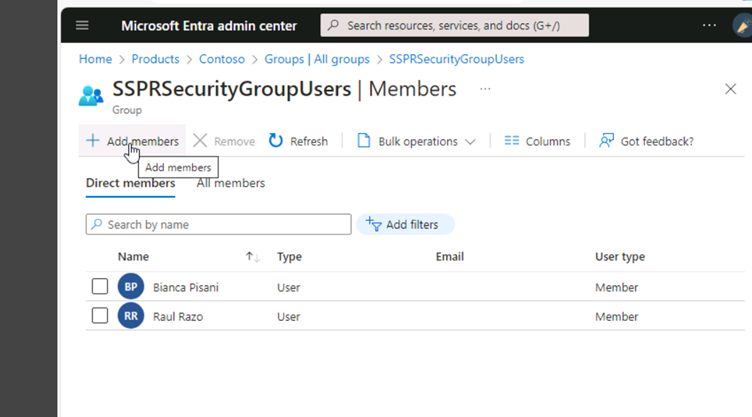 Microsoft Entra admin center
Search resources, services, and docs (G+/)
...
Home > Products > Contoso > Groups | All groups > SSPRSecurityGroupUsers
SSPRSecurityGroupUsers | Members ...
Group
Add members Remove Refresh Bulk operations Columns Got feedback?
Add members
Direct members All members
Search by name Add filters
Name Type Email User type
BP Bianca Pisani User Member
RR Raul Razo User Member